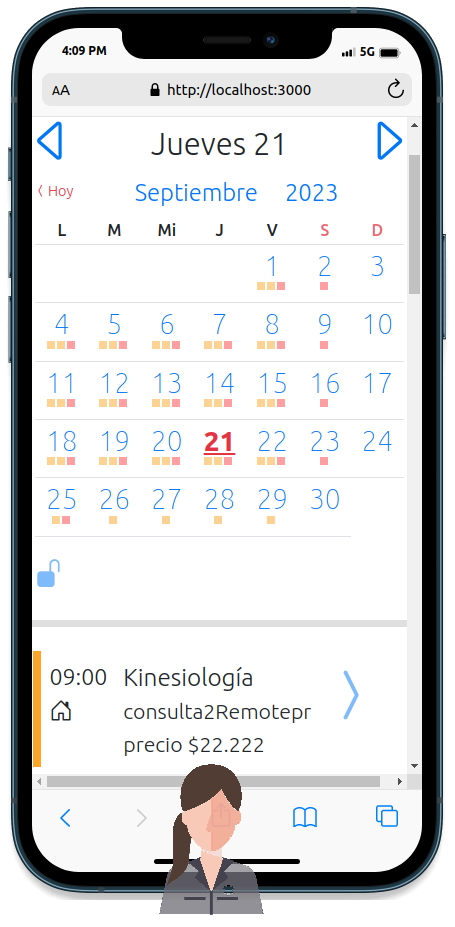 4:09 PM 5G
AA http://localhost:3000
Jueves 21
Hoy Septiembre 2023
L M Mi J V S D
1 2 3
4 5 6 7 8 9 10
11 12 13 14 15 16 17
18 19 20 21 22 23 24
25 26 27 28 29 30
09:00 Kinesiología
consulta2Remotepr
precio $22.222